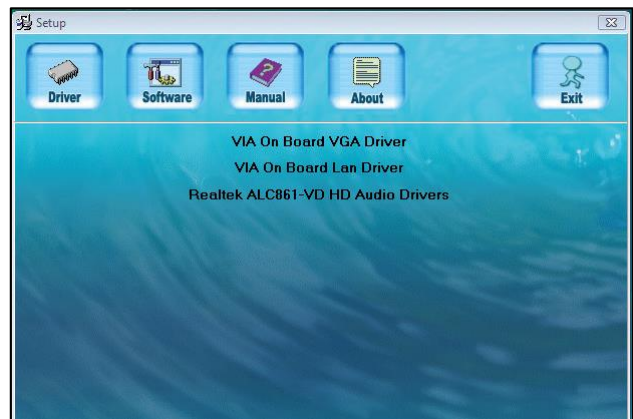 Setup
Driver
Software
Manual
About
Exit
VIA On Board VGA Driver
VIA On Board Lan Driver
Realtek ALC861-VD HD Audio Drivers